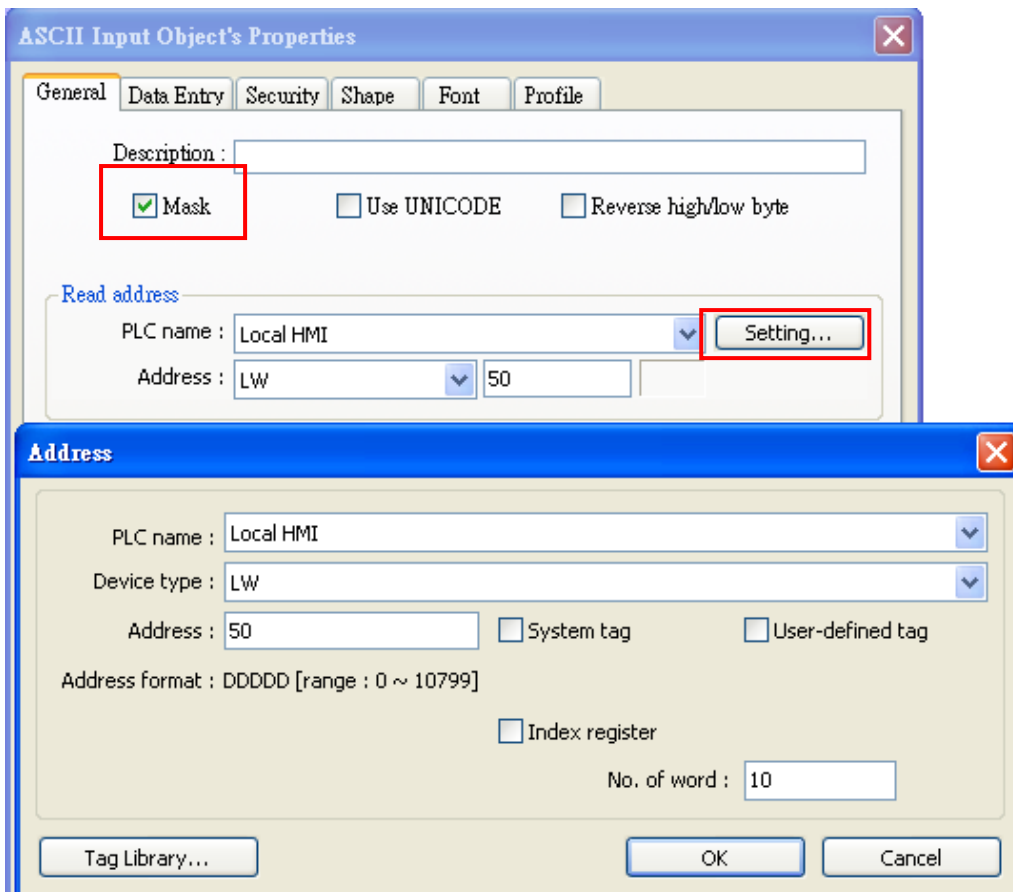 ASCII Input Object's Properties
General Data Entry Security Shape Font Profile
Description :
Mask Use UNICODE Reverse high/low byte
Read address
PLC name : Local HMI Setting...
Address : LW 50
Address
PLC name : Local HMI
Device type : LW
Address : 50 System tag User-defined tag
Address format : DDDDD [range : 0 ~ 10799]
Index register
No. of word : 10
Tag Library... OK Cancel